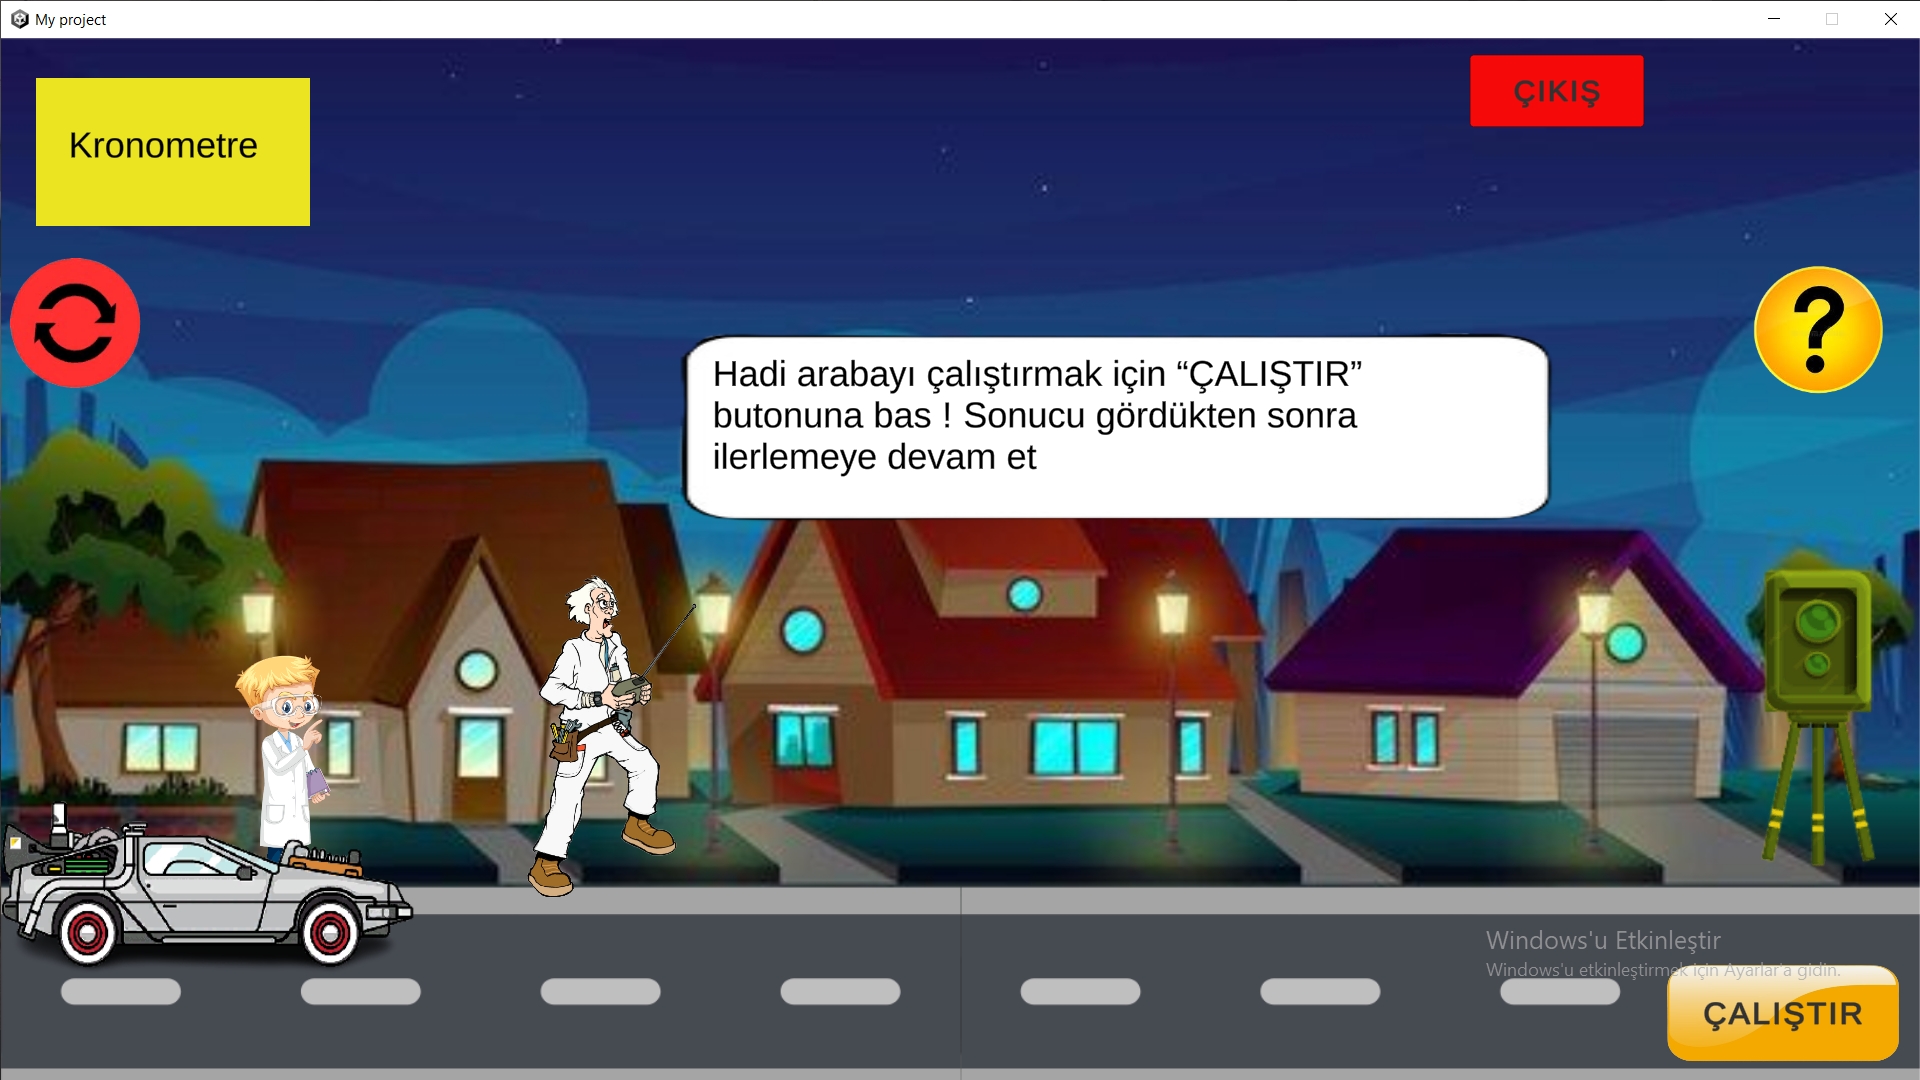 My project
Kronometre
ÇIKIŞ
Hadi arabayı çalıştırmak için “ÇALIŞTIR”
butonuna bas ! Sonucu gördükten sonra
ilerlemeye devam et
?
Windows'u Etkinleştir
Windows'u etkinleştirmek için Ayarlar'a gidin.
ÇALIŞTIR